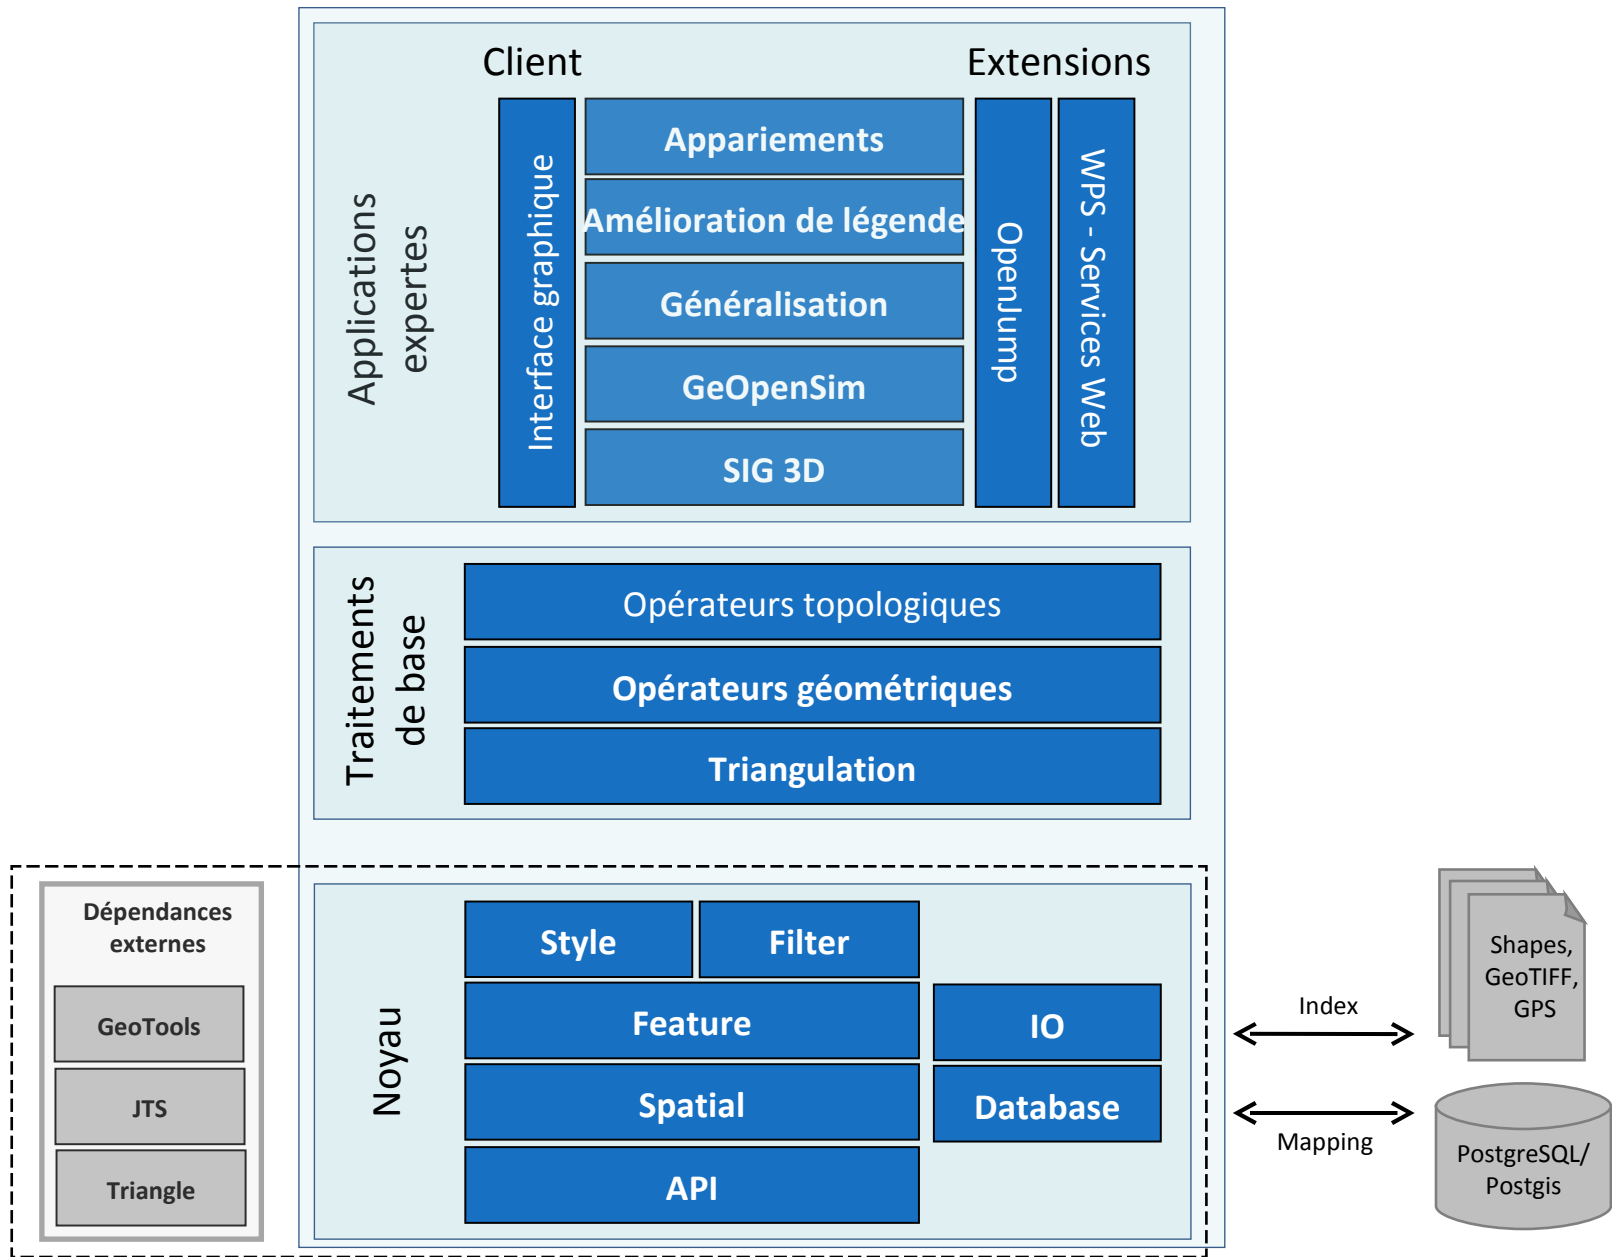 Client
Extensions
Applications
expertes
Interface graphique
Appariements
Amélioration de légende
Généralisation
GeOpenSim
SIG 3D
OpenJump
WPS - Services Web
Traitements
de base
Opérateurs topologiques
Opérateurs géométriques
Triangulation
Dépendances
externes
GeoTools
JTS
Triangle
Noyau
Style
Filter
Feature
Spatial
API
IO
Database
Index
Mapping
Shapes,
GeoTIFF,
GPS
PostgreSQL/
Postgis